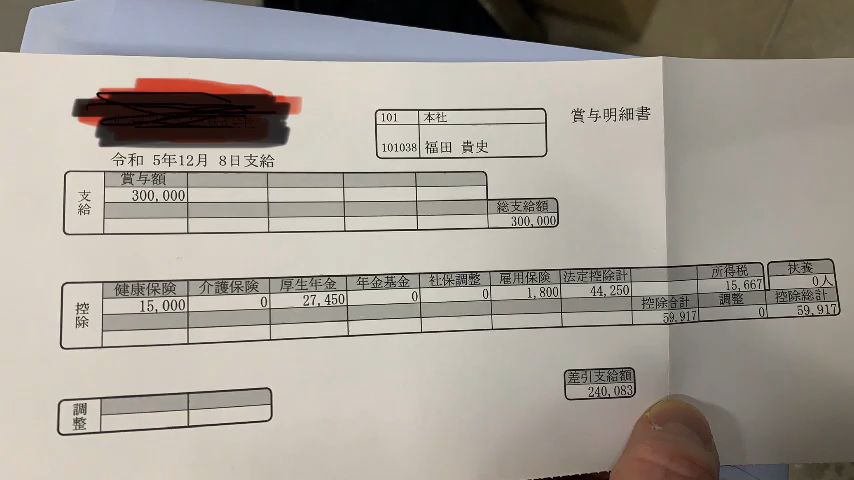 101 本社
賞与明細書
101038 福田 貴史
令和 5年12月 8日支給
支給
賞与額
300,000
総支給額
300,000
控除
健康保険 介護保険 厚生年金 年金基金 社保調整 雇用保険 法定控除計 所得税 扶養
15,000 0 27,450 0 0 1,800 44,250 15,667 0人
控除合計 調整 控除総計
59,917 0 59,917
差引支給額
240,083
調整